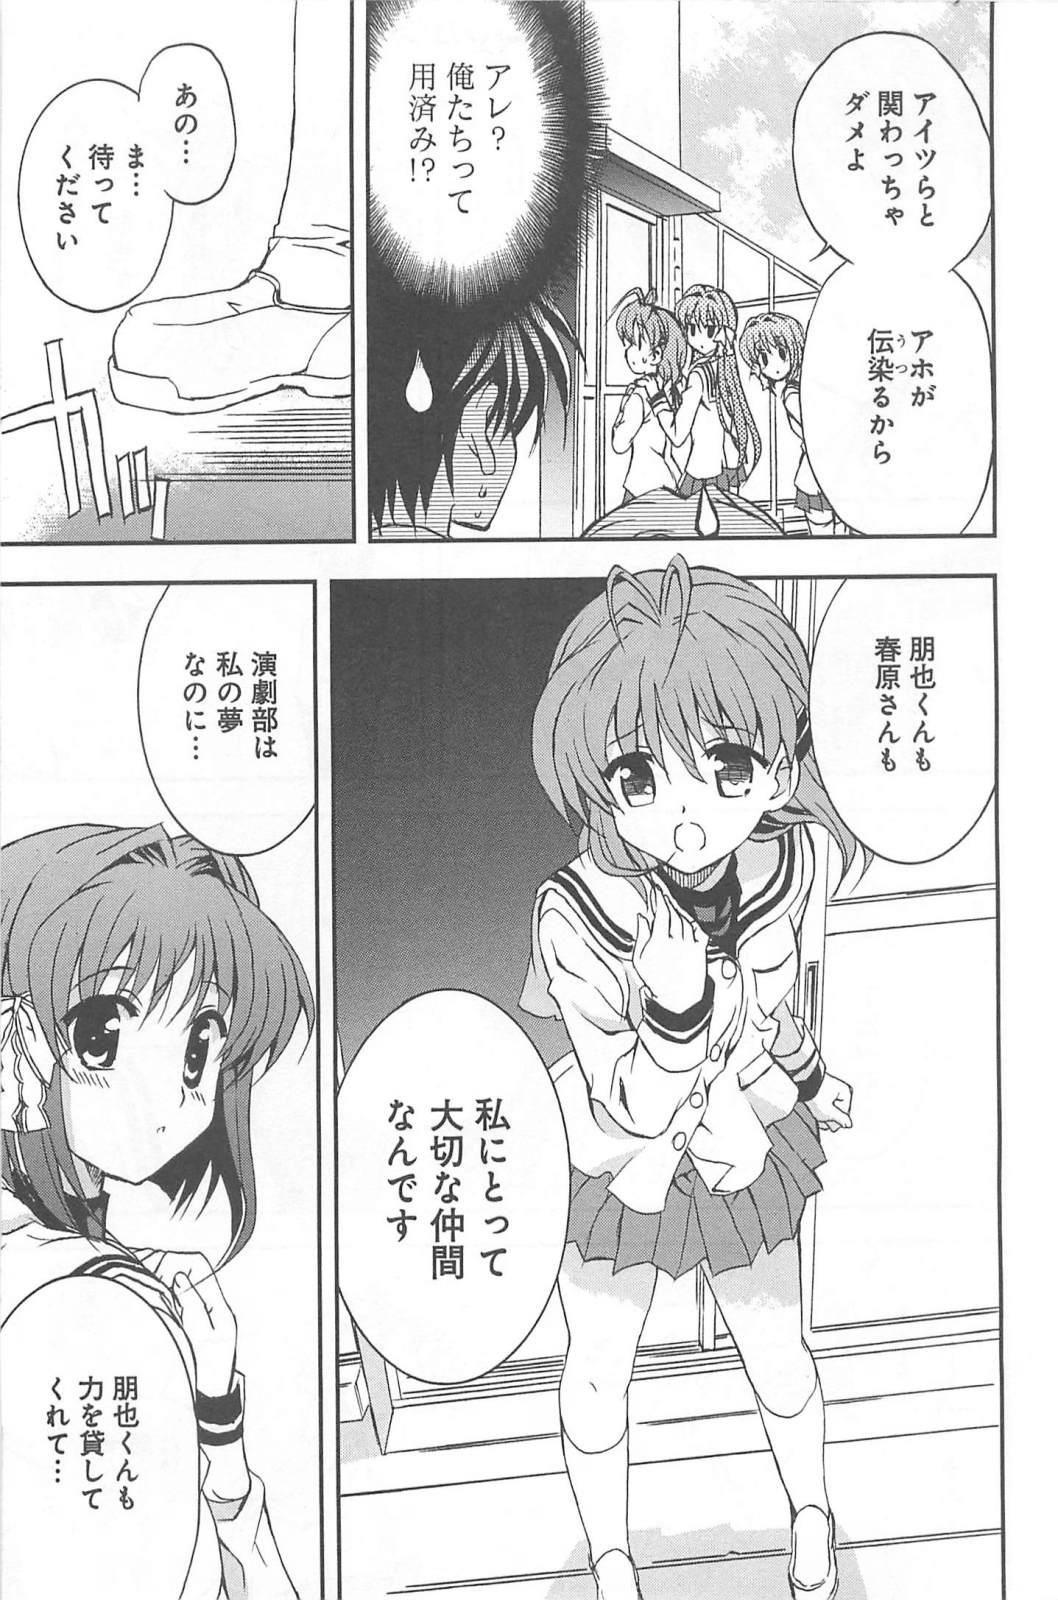 アイツらと
関わっちゃ
ダメよ
アホが
伝染るから
うつ
アレ?
俺たちって
用済み!?
あの…
ま…
待って
ください
朋也くんも
春原さんも
私にとって
大切な仲間
なんです
演劇部は
私の夢
なのに…
朋也くんも
力を貸して
くれて…